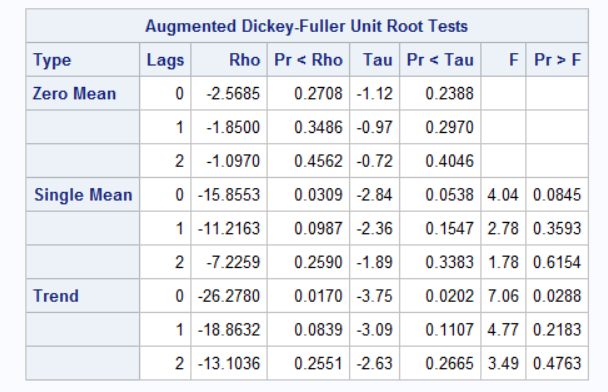 Augmented Dickey-Fuller Unit Root Tests
Type Lags Rho Pr < Rho Tau Pr < Tau F Pr > F
Zero Mean 0 -2.5685 0.2708 -1.12 0.2388
1 -1.8500 0.3486 -0.97 0.2970
2 -1.0970 0.4562 -0.72 0.4046
Single Mean 0 -15.8553 0.0309 -2.84 0.0538 4.04 0.0845
1 -11.2163 0.0987 -2.36 0.1547 2.78 0.3593
2 -7.2259 0.2590 -1.89 0.3383 1.78 0.6154
Trend 0 -26.2780 0.0170 -3.75 0.0202 7.06 0.0288
1 -18.8632 0.0839 -3.09 0.1107 4.77 0.2183
2 -13.1036 0.2551 -2.63 0.2665 3.49 0.4763